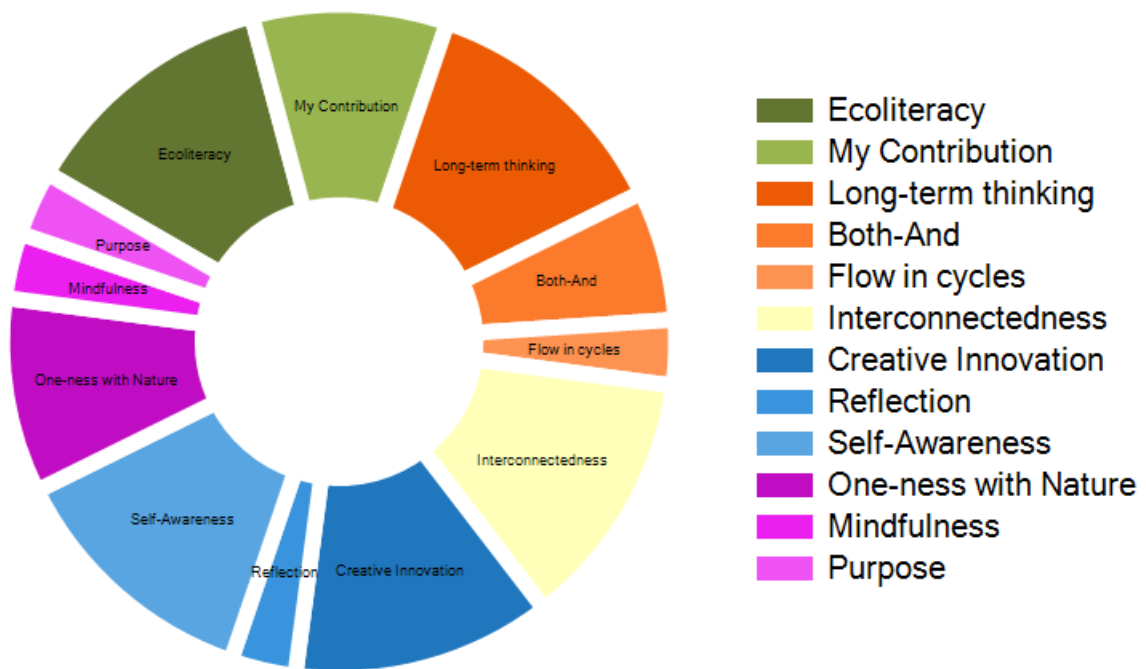 My Contribution
Ecoliteracy
Long-term thinking
Purpose
Both-And
Mindfulness
Flow in cycles
One-ness with Nature
Interconnectedness
Self-Awareness
Reflection
Creative Innovation
Ecoliteracy
My Contribution
Long-term thinking
Both-And
Flow in cycles
Interconnectedness
Creative Innovation
Reflection
Self-Awareness
One-ness with Nature
Mindfulness
Purpose